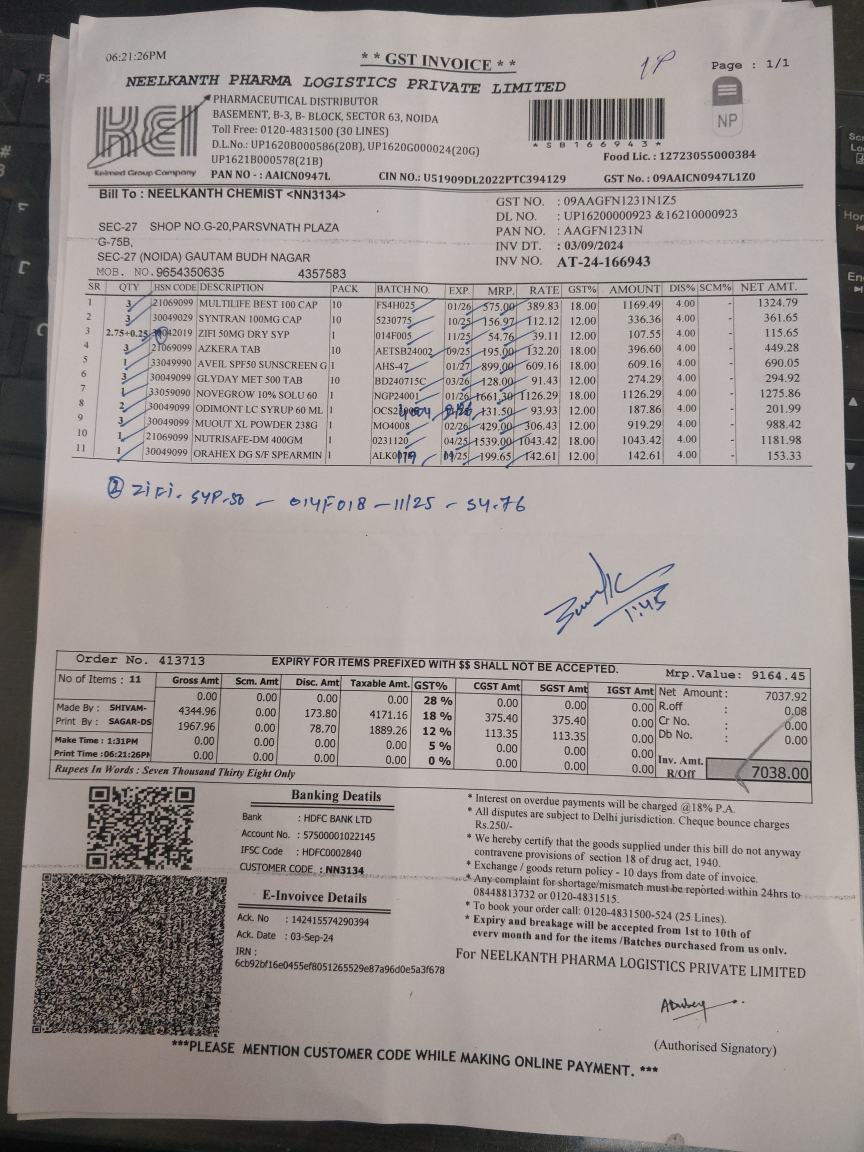 06:21:26PM
* * GST INVOICE * *
Page : 1/1
NEELKANTH PHARMA LOGISTICS PRIVATE LIMITED
KEI
Keimed Group Company
PHARMACEUTICAL DISTRIBUTOR
BASEMENT, B-3, B- BLOCK, SECTOR 63, NOIDA
Toll Free: 0120-4831500 (30 LINES)
D.L.No.: UP1620B000586(20B), UP1620G000024(20G)
UP1621B000578(21B)
* S B 1 6 6 9 4 3 *
NP
Food Lic. : 12723055000384
PAN NO - : AAICN0947L CIN NO.: U51909DL2022PTC394129 GST No. : 09AAICN0947L1Z0
Bill To : NEELKANTH CHEMIST <NN3134>
SEC-27 SHOP NO.G-20,PARSVNATH PLAZA
G-75B,
SEC-27 (NOIDA) GAUTAM BUDH NAGAR
MOB. NO.9654350635 4357583
GST NO. : 09AAGFN1231N1Z5
DL NO. : UP16200000923 &16210000923
PAN NO. : AAGFN1231N
INV DT. : 03/09/2024
INV NO. AT-24-166943
SR QTY HSN CODE DESCRIPTION PACK BATCH NO. EXP. MRP. RATE GST% AMOUNT DIS% SCM% NET AMT.
1 3 21069099 MULTILIFE BEST 100 CAP 10 FS4H025 01/26 575.00 389.83 18.00 1169.49 4.00 - 1324.79
2 3 30049029 SYNTRAN 100MG CAP 10 5230775 10/25 156.97 112.12 12.00 336.36 4.00 - 361.65
3 2.75+0.25 30042019 ZIFI 50MG DRY SYP 1 014F005 11/25 54.76 39.11 12.00 107.55 4.00 - 115.65
4 3 21069099 AZKERA TAB 10 AETSB24002 09/25 195.00 132.20 18.00 396.60 4.00 - 449.28
5 1 33049990 AVEIL SPF50 SUNSCREEN G 1 AHS-47 01/27 899.00 609.16 18.00 609.16 4.00 - 690.05
6 3 30049099 GLYDAY MET 500 TAB 10 BD240715C 03/26 128.00 91.43 12.00 274.29 4.00 - 294.92
7 1 33059090 NOVEGROW 10% SOLU 60 1 NGP24001 01/26 1661.30 1126.29 18.00 1126.29 4.00 - 1275.86
8 2 30049099 ODIMONT LC SYRUP 60 ML 1 131.50 93.93 12.00 187.86 4.00 - 201.99
9 3 30049099 MUOUT XL POWDER 238G 1 MO4008 02/26 429.00 306.43 12.00 919.29 4.00 - 988.42
10 1 21069099 NUTRISAFE-DM 400GM 1 0231120 04/25 1539.00 1043.42 18.00 1043.42 4.00 - 1181.98
11 1 30049099 ORAHEX DG S/F SPEARMIN 1 199.65 142.61 12.00 142.61 4.00 - 153.33
ZIFI. SYP-50 - 014F018 - 11/25 - 54.76
1:45
Order No. 413713 EXPIRY FOR ITEMS PREFIXED WITH $$ SHALL NOT BE ACCEPTED. Mrp.Value: 9164.45
No of Items : 11
Made By : SHIVAM-
Print By : SAGAR-DS
Make Time : 1:31PM
Print Time :06:21:26PM
Gross Amt Scm. Amt Disc. Amt Taxable Amt. GST% CGST Amt SGST Amt IGST Amt
0.00 0.00 0.00 0.00 28 % 0.00 0.00 0.00
4344.96 0.00 173.80 4171.16 18 % 375.40 375.40 0.00
1967.96 0.00 78.70 1889.26 12 % 113.35 113.35 0.00
0.00 0.00 0.00 0.00 5 % 0.00 0.00 0.00
0.00 0.00 0.00 0.00 0 % 0.00 0.00 0.00
Net Amount: 7037.92
R.off : 0.08
Cr No. : 0.00
Db No. : 0.00
Inv. Amt. R/Off 7038.00
Rupees In Words : Seven Thousand Thirty Eight Only
Banking Deatils
Bank : HDFC BANK LTD
Account No. : 57500001022145
IFSC Code : HDFC0002840
CUSTOMER CODE. : NN3134
E-Invoivce Details
Ack. No : 142415574290394
Ack. Date : 03-Sep-24
IRN :
6cb92bf16e0455ef8051265529e87a96d0e5a3f678
* Interest on overdue payments will be charged @18% P.A.
* All disputes are subject to Delhi jurisdiction. Cheque bounce charges
Rs.250/-
* We hereby certify that the goods supplied under this bill do not anyway
contravene provisions of section 18 of drug act, 1940.
* Exchange / goods return policy - 10 days from date of invoice.
* Any complaint for shortage/mismatch must be reported within 24hrs to
08448813732 or 0120-4831515.
* To book your order call: 0120-4831500-524 (25 Lines).
* Expiry and breakage will be accepted from 1st to 10th of
every month and for the items /Batches purchased from us only.
For NEELKANTH PHARMA LOGISTICS PRIVATE LIMITED
(Authorised Signatory)
***PLEASE MENTION CUSTOMER CODE WHILE MAKING ONLINE PAYMENT. ***